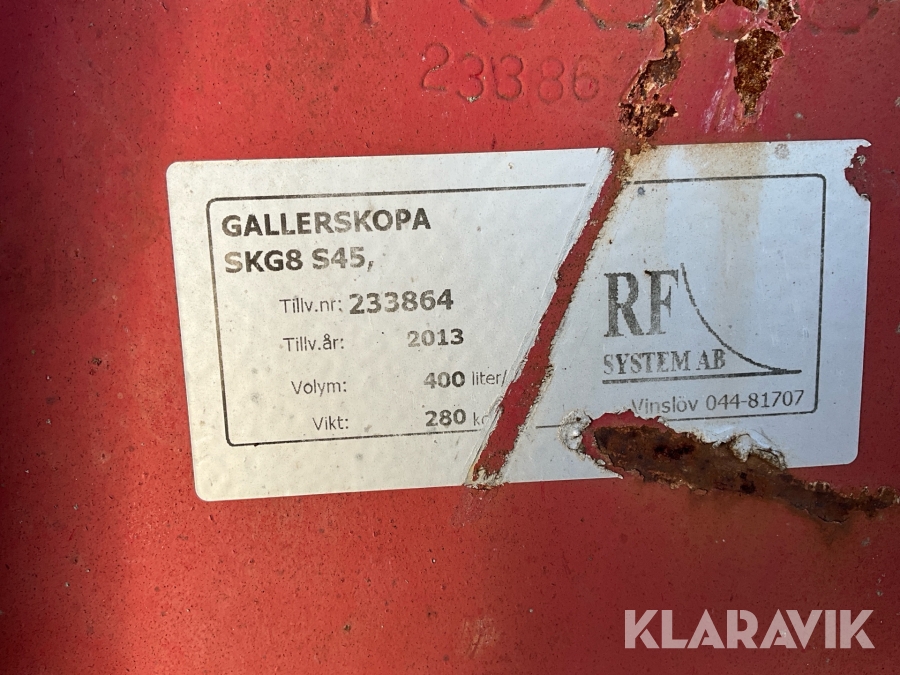 23386
GALLERSKOPA
SKG8 S45,
Tillv.nr: 233864
Tillv.år: 2013
Volym: 400 liter/
Vikt: 280
RF
SYSTEM AB
Vinslöv 044-81707
KLARAVIK